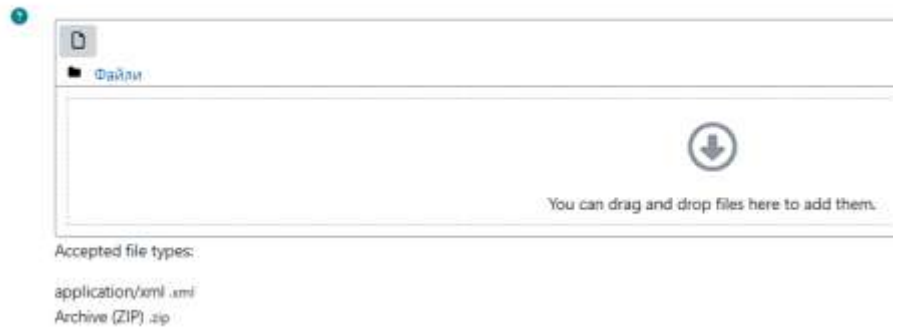 ?
Файли
You can drag and drop files here to add them.
Accepted file types:
application/xml .xml
Archive (ZIP) .zip